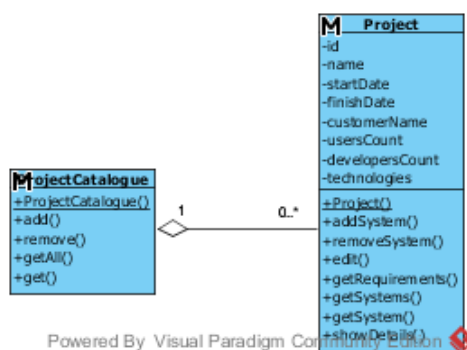 M Project
-id
-name
-startDate
-finishDate
-customerName
-usersCount
-developersCount
-technologies
+Project()
+addSystem()
+removeSystem()
+edit()
+getRequirements()
+getSystems()
+getSystem()
+showDetails()
M ojectCatalogue
+ProjectCatalogue()
+add()
+remove()
+getAll()
+get()
1
0..*
Powered By Visual Paradigm Community Edition